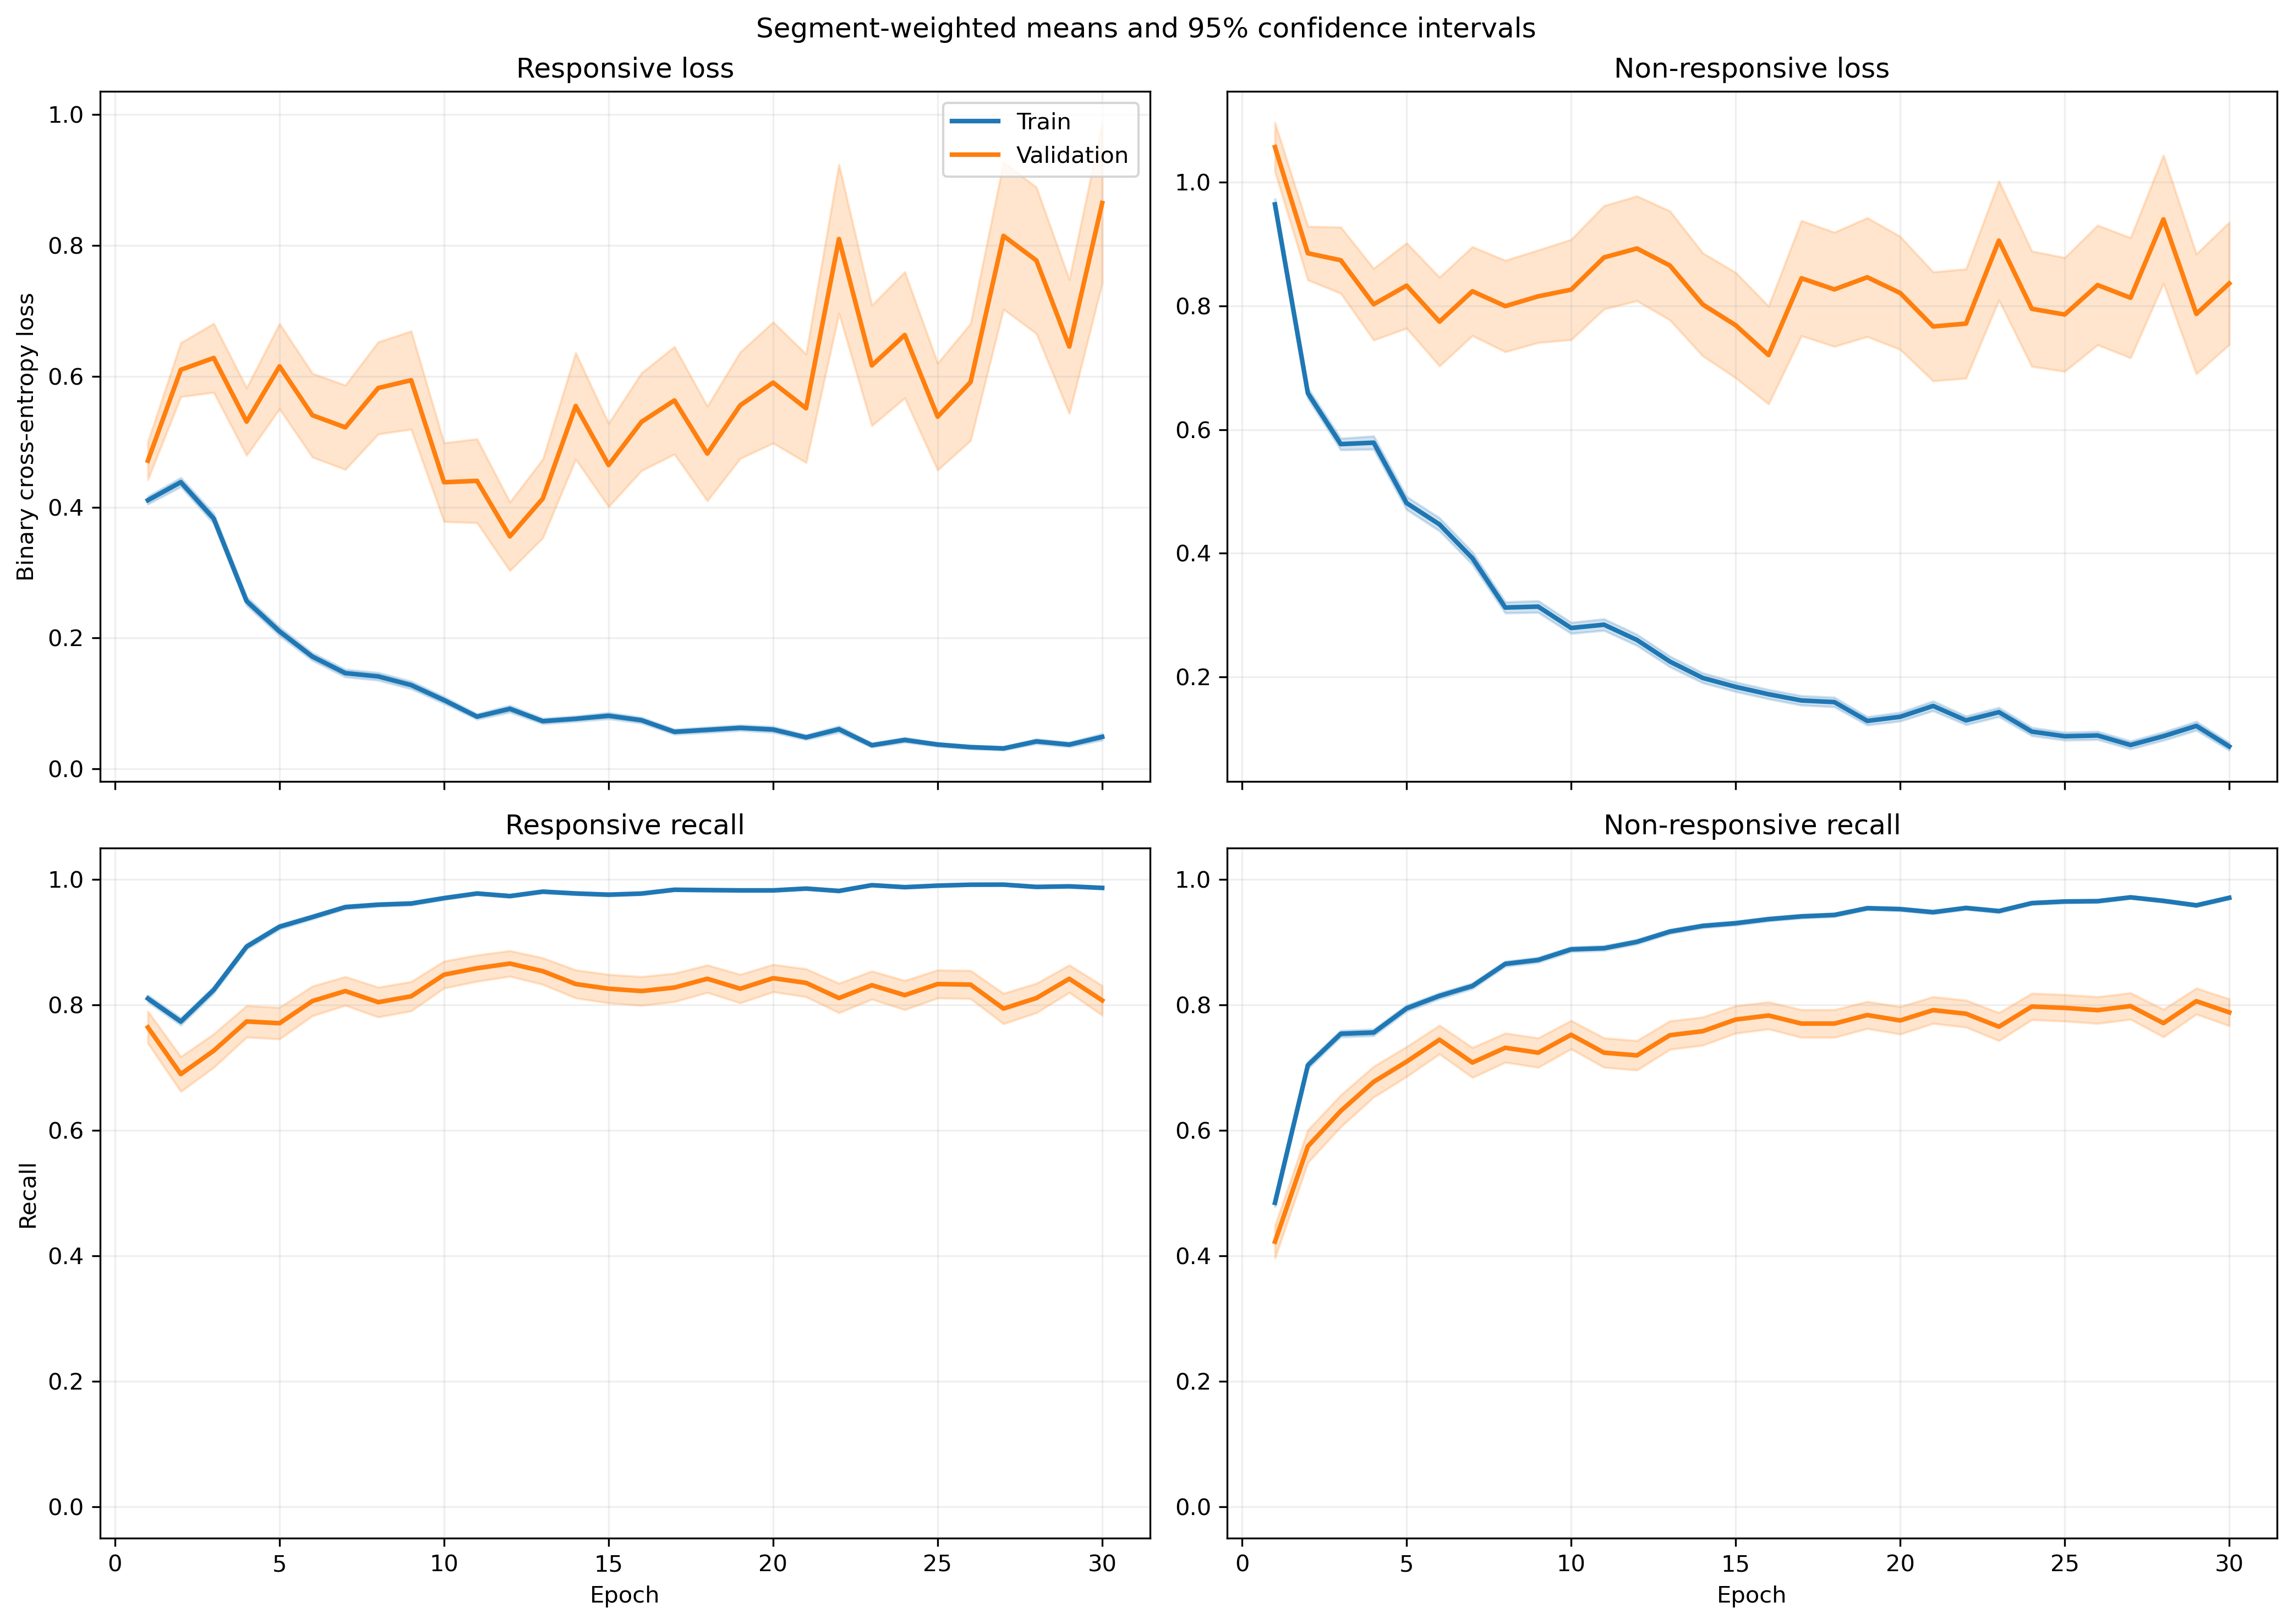 Segment-weighted means and 95% confidence intervals
Responsive loss
Non-responsive loss
Train
Validation
Binary cross-entropy loss
1.0
0.8
0.6
0.4
0.2
0.0
1.0
0.8
0.6
0.4
0.2
Responsive recall
Non-responsive recall
Recall
1.0
0.8
0.6
0.4
0.2
0.0
1.0
0.8
0.6
0.4
0.2
0.0
0 5 10 15 20 25 30
0 5 10 15 20 25 30
Epoch
Epoch